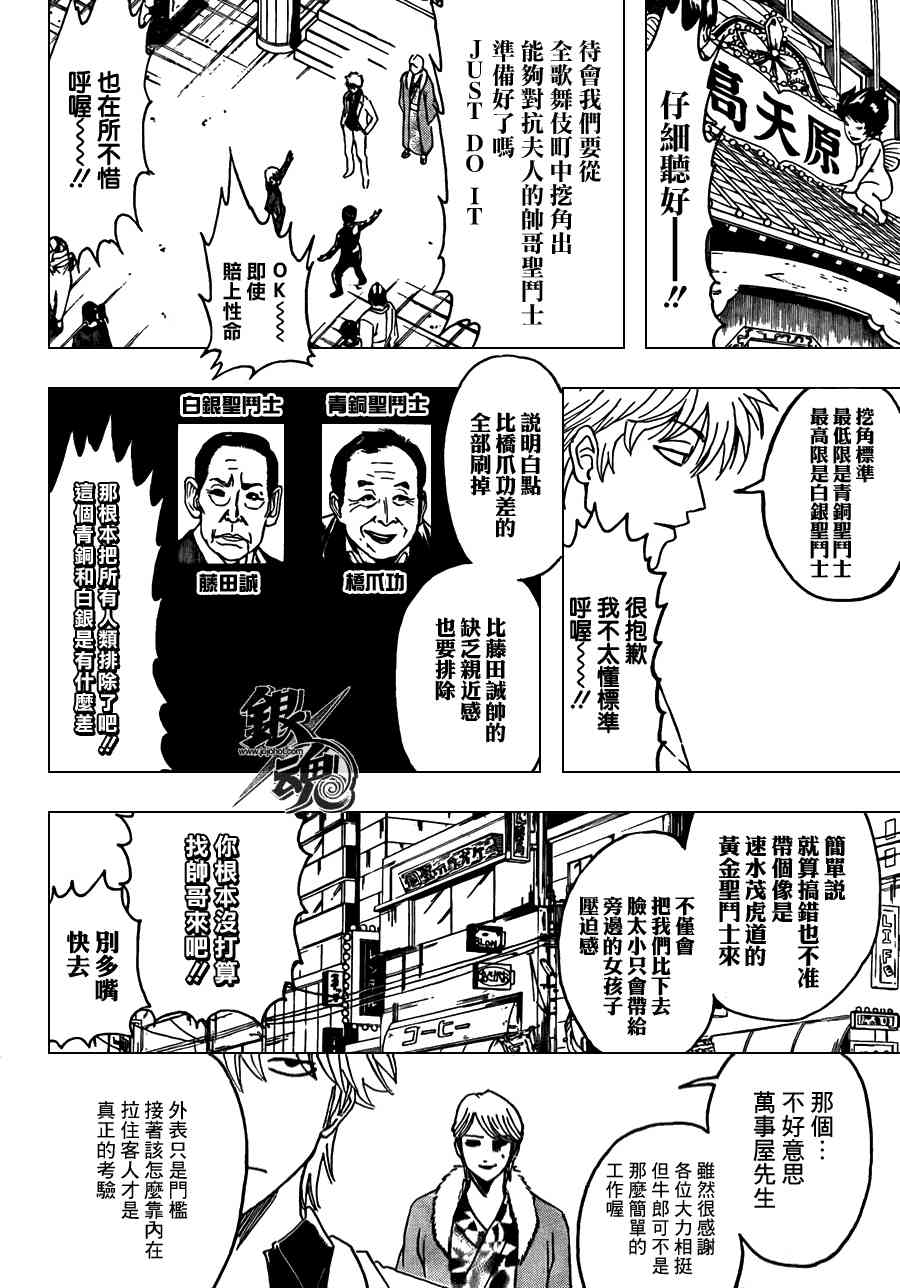 高天原
仔細聽好——!!
待會我們要從
全歌舞伎町中挖角出
能夠對抗夫人的帥哥聖鬥士
準備好了嗎
JUST DO IT
OK～～～
即使
賠上性命
也在所不惜
呼喔～～～!!
挖角標準
最低限是青銅聖鬥士
最高限是白銀聖鬥士
很抱歉
我不太懂標準
呼喔～～～!!
說明白點
比橋爪功差的
全部刷掉
比藤田誠帥的
缺乏親近感
也要排除
青銅聖鬥士
橋爪功
白銀聖鬥士
藤田誠
那根本把所有人類排除了吧!!
這個青銅和白銀是有什麼差
銀魂
www.jojohot.com
簡單說
就算搞錯也不准
帶個像是
速水茂虎道的
黃金聖鬥士來
不僅會
把我們比下去
臉太小只會帶給
旁邊的女孩子
壓迫感
LIFE
コーヒー
你根本沒打算
找帥哥來吧!!
別多嘴
快去
那個…
不好意思
萬事屋先生
雖然很感謝
各位大力相挺
但牛郎可不是
那麼簡單的
工作喔
外表只是門檻
接著該怎麼靠內在
拉住客人才是
真正的考驗